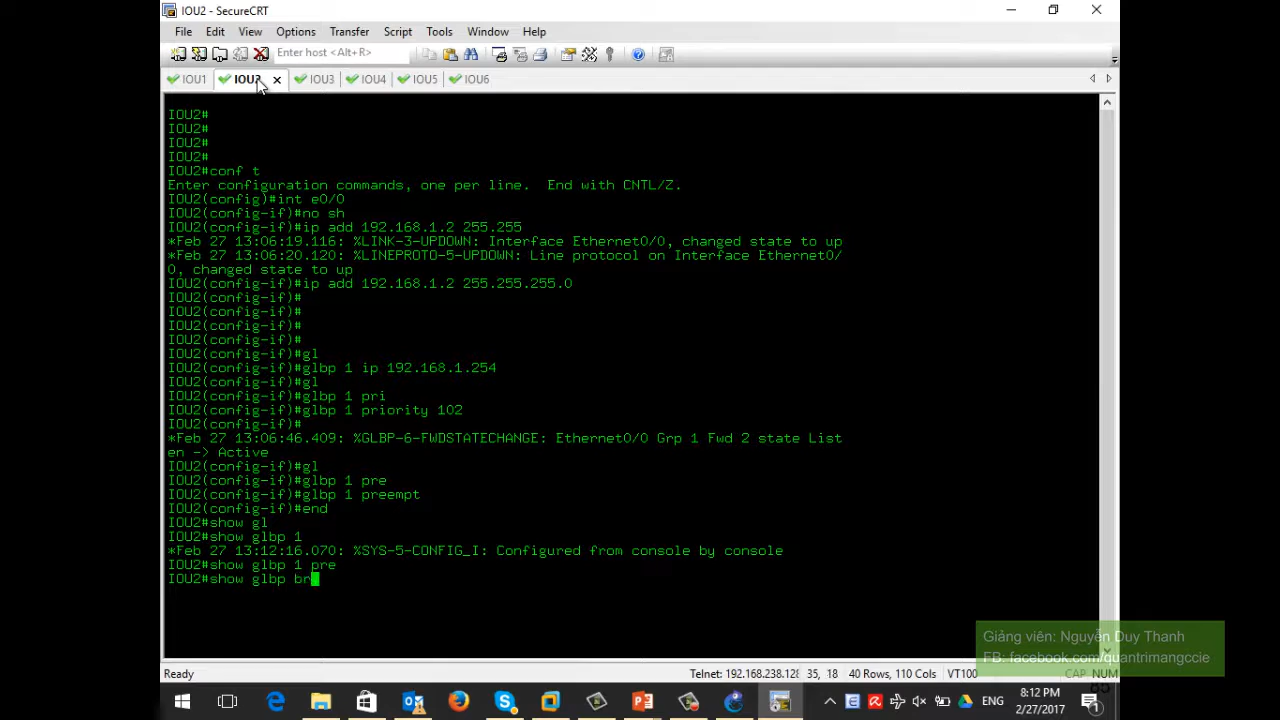 IOU2 - SecureCRT
File Edit View Options Transfer Script Tools Window Help
Enter host <Alt+R>
IOU1 IOU2 IOU3 IOU4 IOU5 IOU6
IOU2#
IOU2#
IOU2#
IOU2#
IOU2#conf t
Enter configuration commands, one per line.  End with CNTL/Z.
IOU2(config)#int e0/0
IOU2(config-if)#no sh
IOU2(config-if)#ip add 192.168.1.2 255.255
*Feb 27 13:06:19.116: %LINK-3-UPDOWN: Interface Ethernet0/0, changed state to up
*Feb 27 13:06:20.120: %LINEPROTO-5-UPDOWN: Line protocol on Interface Ethernet0/
0, changed state to up
IOU2(config-if)#ip add 192.168.1.2 255.255.255.0
IOU2(config-if)#
IOU2(config-if)#
IOU2(config-if)#
IOU2(config-if)#
IOU2(config-if)#gl
IOU2(config-if)#glbp 1 ip 192.168.1.254
IOU2(config-if)#gl
IOU2(config-if)#glbp 1 pri
IOU2(config-if)#glbp 1 priority 102
IOU2(config-if)#
*Feb 27 13:06:46.409: %GLBP-6-FWDSTATECHANGE: Ethernet0/0 Grp 1 Fwd 2 state List
en -> Active
IOU2(config-if)#gl
IOU2(config-if)#glbp 1 pre
IOU2(config-if)#glbp 1 preempt
IOU2(config-if)#end
IOU2#show gl
IOU2#show glbp 1
*Feb 27 13:12:16.070: %SYS-5-CONFIG_I: Configured from console by console
IOU2#show glbp 1 pre
IOU2#show glbp br
Giảng viên: Nguyễn Duy Thanh
FB: facebook.com/quantrimangccie
Ready Telnet: 192.168.238.128 35, 18 40 Rows, 110 Cols VT100 CAP NUM
ENG 8:12 PM
2/27/2017